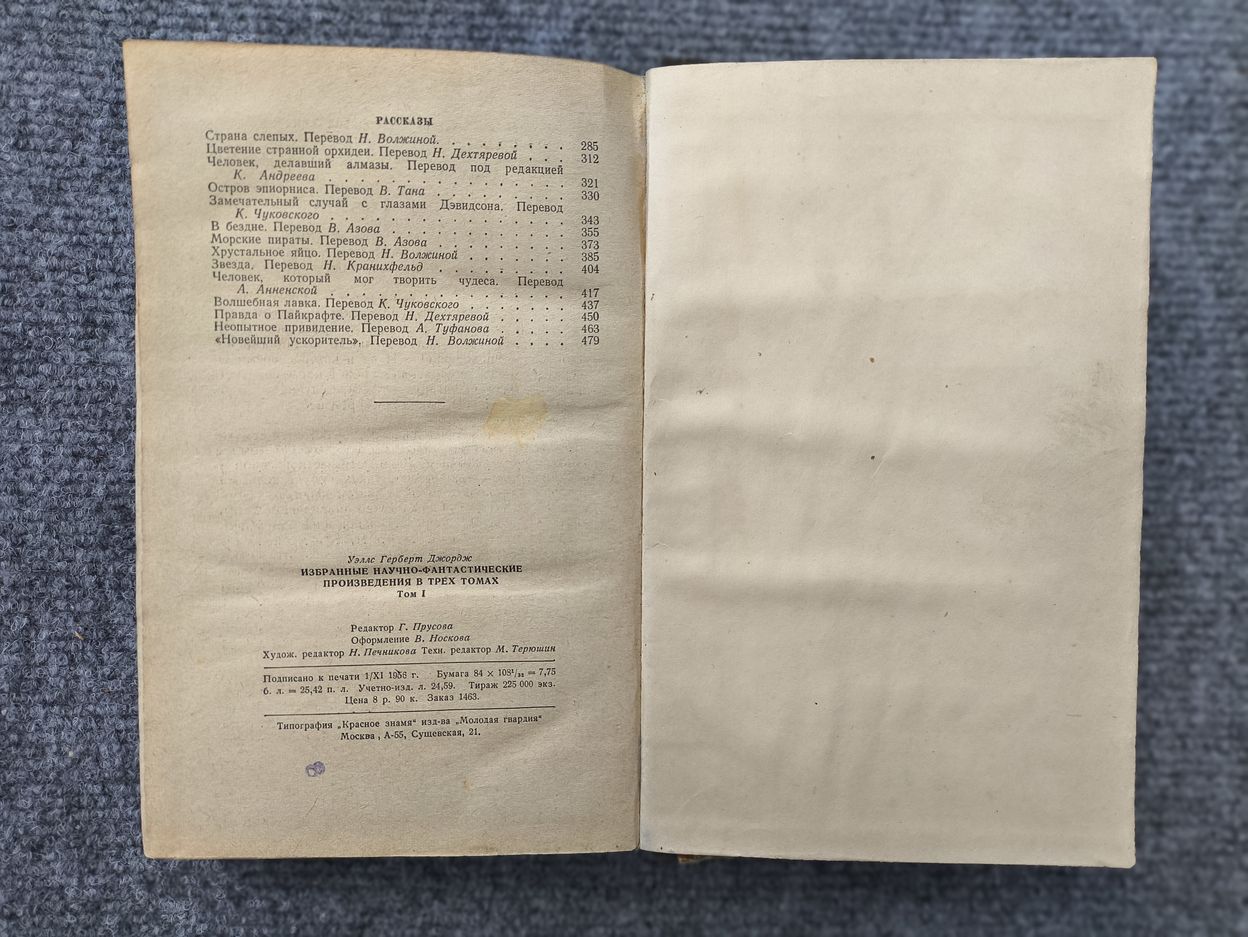 РАССКАЗЫ
Страна слепых. Перевод Н. Волжиной. . . . . . . . . 285
Цветение странной орхидеи. Перевод Н. Дехтяревой . . . 312
Человек, делавший алмазы. Перевод под редакцией
К. Андреева . . . . . . . . . . . . . . . . . 321
Остров эпиорниса. Перевод В. Тана . . . . . . . . . 330
Замечательный случай с глазами Дэвидсона. Перевод
К. Чуковского . . . . . . . . . . . . . . . . . 343
В бездне. Перевод В. Азова . . . . . . . . . . . . . 355
Морские пираты. Перевод В. Азова . . . . . . . . . 373
Хрустальное яйцо. Перевод Н. Волжиной . . . . . . . 385
Звезда. Перевод Н. Кранихфельд . . . . . . . . . 404
Человек, который мог творить чудеса. Перевод
А. Анненской . . . . . . . . . . . . . . . . . 417
Волшебная лавка. Перевод К. Чуковского . . . . . . . 437
Правда о Пайкрафте. Перевод Н. Дехтяревой . . . . . 450
Неопытное привидение. Перевод А. Туфанова . . . . . 463
«Новейший ускоритель». Перевод Н. Волжиной . . . . 479
Уэллс Герберт Джордж
ИЗБРАННЫЕ НАУЧНО-ФАНТАСТИЧЕСКИЕ
ПРОИЗВЕДЕНИЯ В ТРЕХ ТОМАХ
Том I
Редактор Г. Прусова
Оформление В. Носкова
Худож. редактор Н. Печникова Техн. редактор М. Терюшин
Подписано к печати 1/XI 1956 г. Бумага 84 × 108¹/₃₂ = 7,75
б. л. = 25,42 п. л. Учетно-изд. л. 24,59. Тираж 225 000 экз.
Цена 8 р. 90 к. Заказ 1463.
Типография „Красное знамя“ изд-ва „Молодая гвардия“
Москва, А-55, Сущевская, 21.